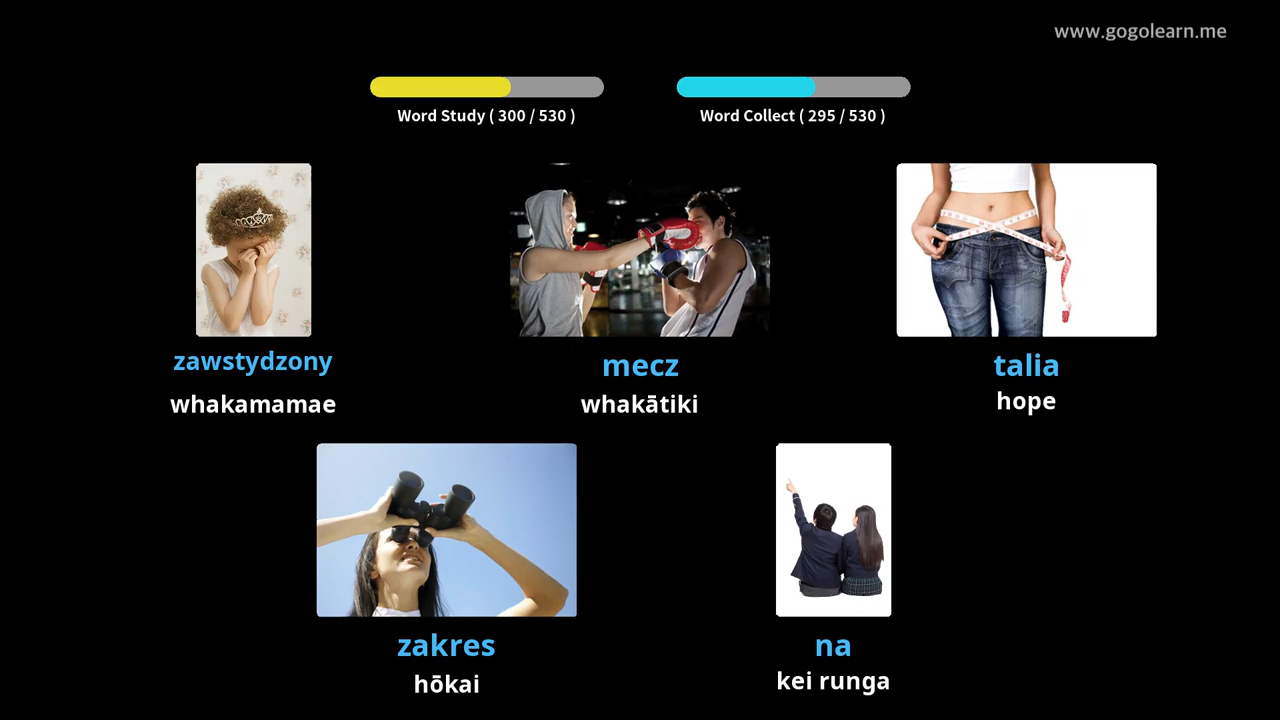 www.gogolearn.me
Word Study ( 300 / 530 )
Word Collect ( 295 / 530 )
zawstydzony
whakamamae
mecz
whakātiki
talia
hope
zakres
hōkai
na
kei runga